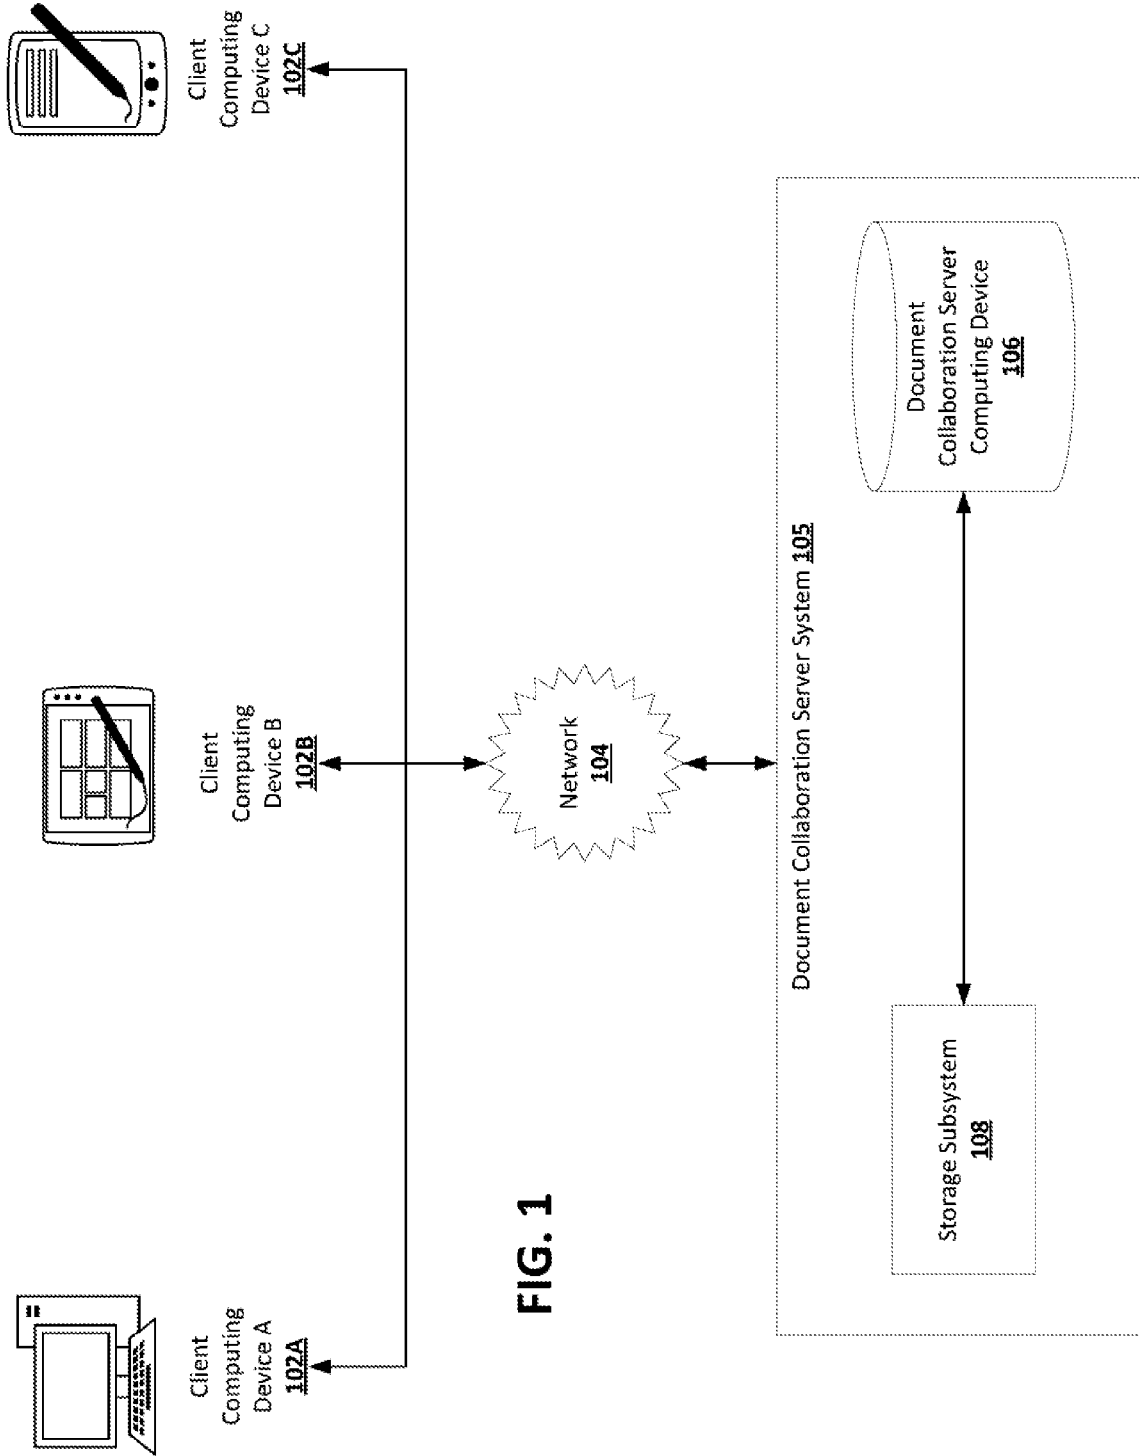 Client
Computing
Device A
102A
Client
Computing
Device B
102B
Client
Computing
Device C
102C
Network
104
FIG. 1
Document Collaboration Server System 105
Storage Subsystem
108
Document
Collaboration Server
Computing Device
106